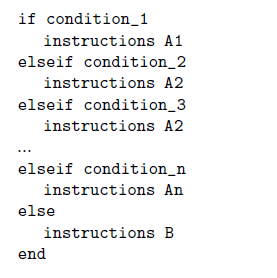 if condition_1
instructions A1
elseif condition_2
instructions A2
elseif condition_3
instructions A2
...
elseif condition_n
instructions An
else
instructions B
end